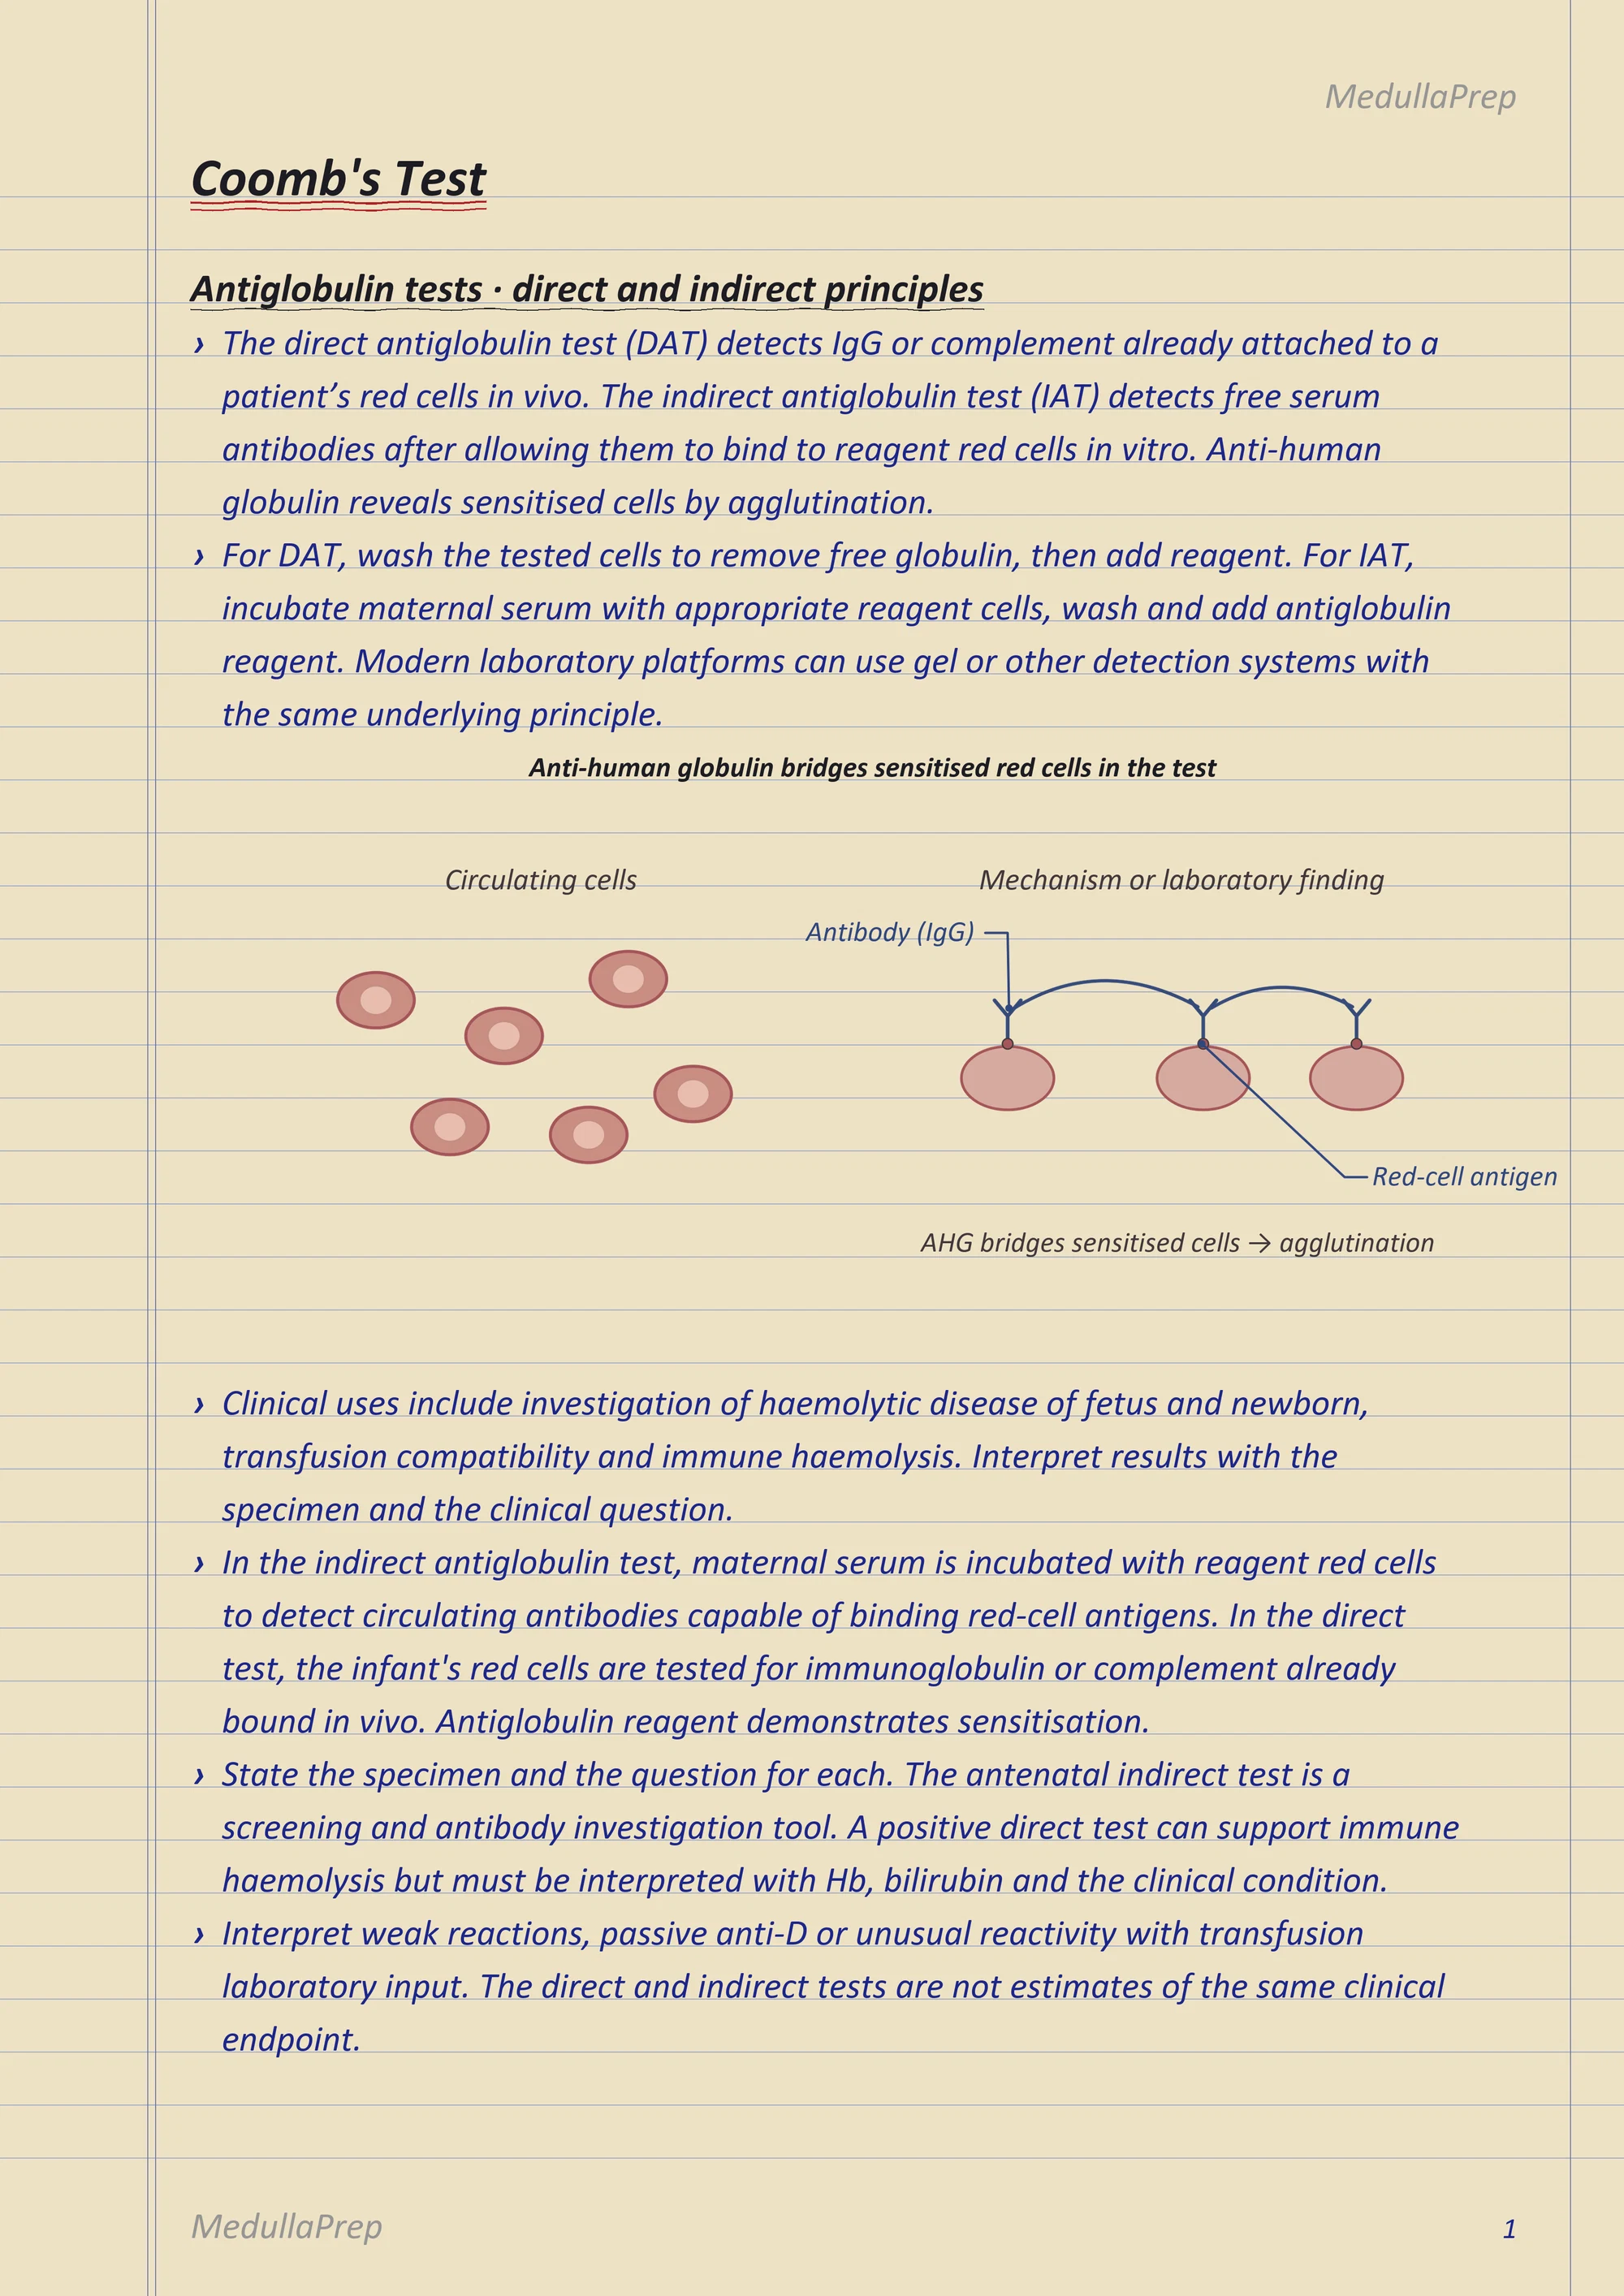 MedullaPrep
Coomb's Test
Antiglobulin tests · direct and indirect principles
› The direct antiglobulin test (DAT) detects IgG or complement already attached to a
patient’s red cells in vivo. The indirect antiglobulin test (IAT) detects free serum
antibodies after allowing them to bind to reagent red cells in vitro. Anti-human
globulin reveals sensitised cells by agglutination.
› For DAT, wash the tested cells to remove free globulin, then add reagent. For IAT,
incubate maternal serum with appropriate reagent cells, wash and add antiglobulin
reagent. Modern laboratory platforms can use gel or other detection systems with
the same underlying principle.
Anti-human globulin bridges sensitised red cells in the test
Circulating cells
Mechanism or laboratory finding
Antibody (IgG)
Red-cell antigen
AHG bridges sensitised cells → agglutination
› Clinical uses include investigation of haemolytic disease of fetus and newborn,
transfusion compatibility and immune haemolysis. Interpret results with the
specimen and the clinical question.
› In the indirect antiglobulin test, maternal serum is incubated with reagent red cells
to detect circulating antibodies capable of binding red-cell antigens. In the direct
test, the infant's red cells are tested for immunoglobulin or complement already
bound in vivo. Antiglobulin reagent demonstrates sensitisation.
› State the specimen and the question for each. The antenatal indirect test is a
screening and antibody investigation tool. A positive direct test can support immune
haemolysis but must be interpreted with Hb, bilirubin and the clinical condition.
› Interpret weak reactions, passive anti-D or unusual reactivity with transfusion
laboratory input. The direct and indirect tests are not estimates of the same clinical
endpoint.
MedullaPrep
1